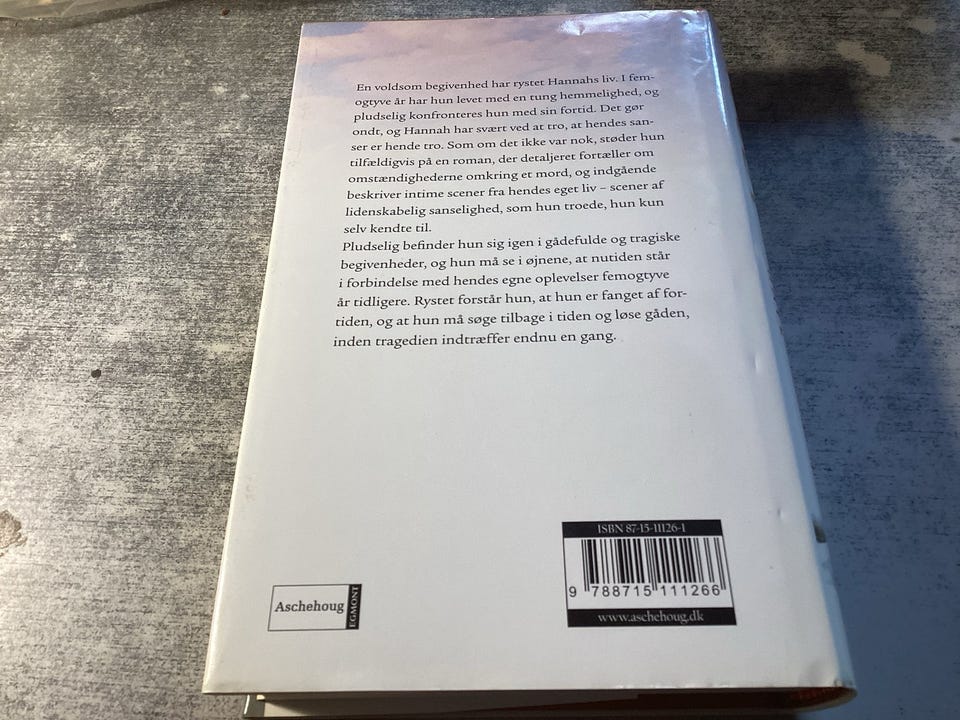 En voldsom begivenhed har rystet Hannahs liv. I fem-
ogtyve år har hun levet med en tung hemmelighed, og
pludselig konfronteres hun med sin fortid. Det gør
ondt, og Hannah har svært ved at tro, at hendes san-
ser er hende tro. Som om det ikke var nok, støder hun
tilfældigvis på en roman, der detaljeret fortæller om
omstændighederne omkring et mord, og indgående
beskriver intime scener fra hendes eget liv – scener af
lidenskabelig sanselighed, som hun troede, hun kun
selv kendte til.
Pludselig befinder hun sig igen i gådefulde og tragiske
begivenheder, og hun må se i øjnene, at nutiden står
i forbindelse med hendes egne oplevelser femogtyve
år tidligere. Rystet forstår hun, at hun er fanget af for-
tiden, og at hun må søge tilbage i tiden og løse gåden,
inden tragedien indtræffer endnu en gang.
ISBN 87-15-11126-1
9 788715 111266
www.aschehoug.dk
Aschehoug
EGMONT